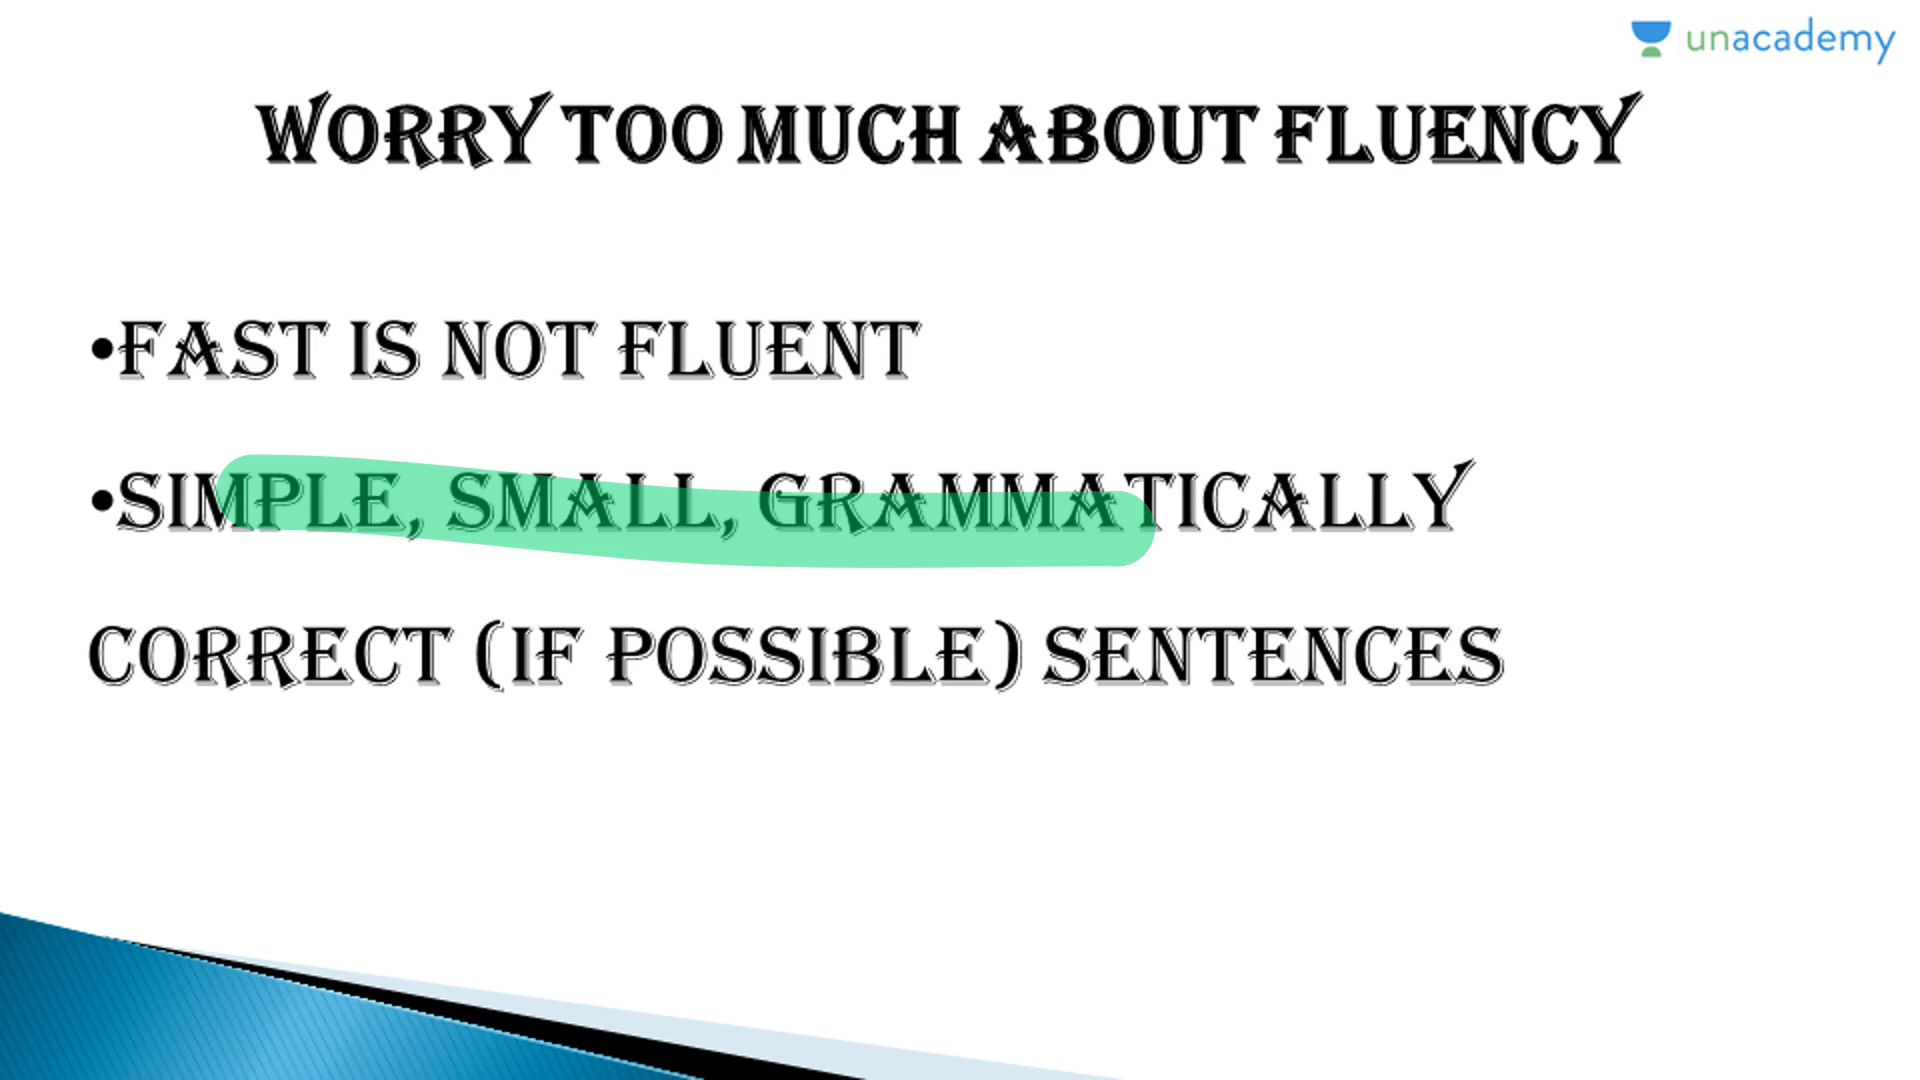 unacademy
WORRY TOO MUCH ABOUT FLUENCY
•FAST IS NOT FLUENT
•SIMPLE, SMALL, GRAMMATICALLY
CORRECT (IF POSSIBLE) SENTENCES